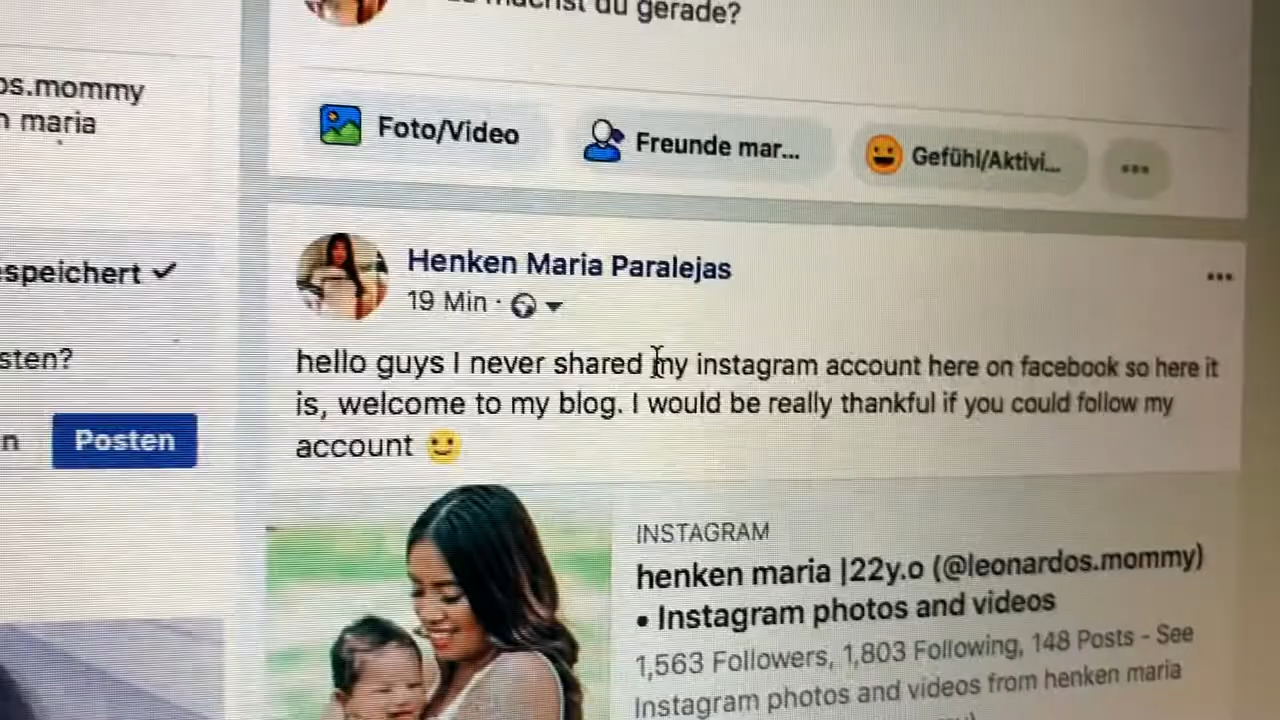 du gerade?
os.mommy
maria
Foto/Video
Freunde mar...
Gefühl/Aktivi...
speichert
Henken Maria Paralejas
19 Min ·
sten?
hello guys I never shared my instagram account here on facebook so here it
is, welcome to my blog. I would be really thankful if you could follow my
account
n
Posten
INSTAGRAM
henken maria |22y.o (@leonardos.mommy)
• Instagram photos and videos
1,563 Followers, 1,803 Following, 148 Posts - See
Instagram photos and videos from henken maria